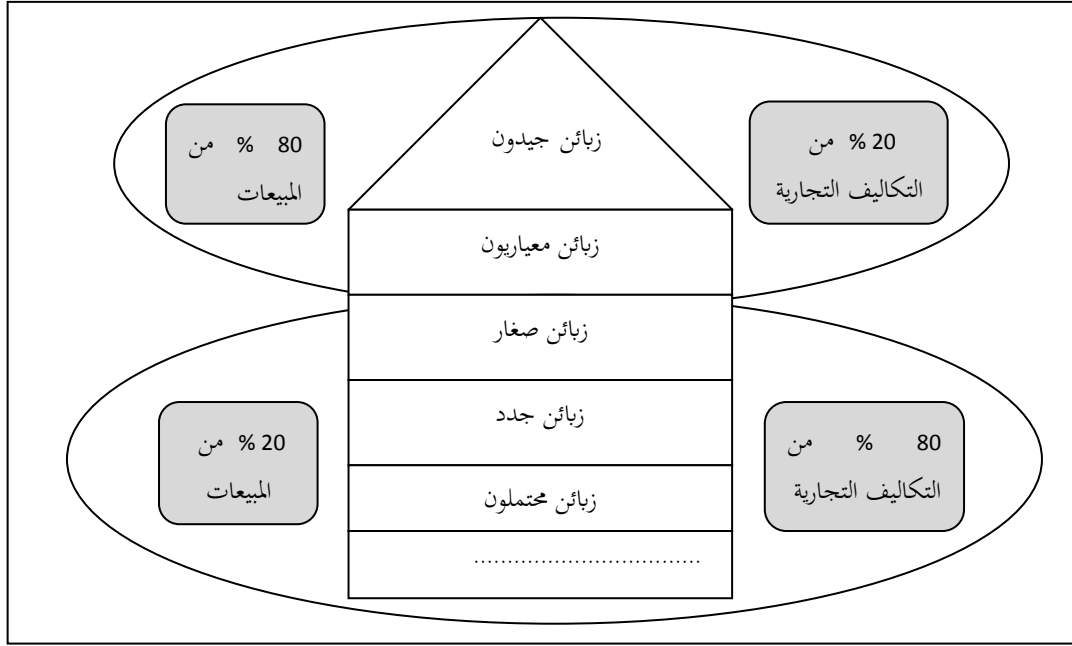 زبائن جيدون
20 % من
التكاليف التجارية
80 % من
المبيعات
زبائن معياريون
زبائن صغار
زبائن جدد
80 % من
التكاليف التجارية
20 % من
المبيعات
زبائن محتملون
..................................